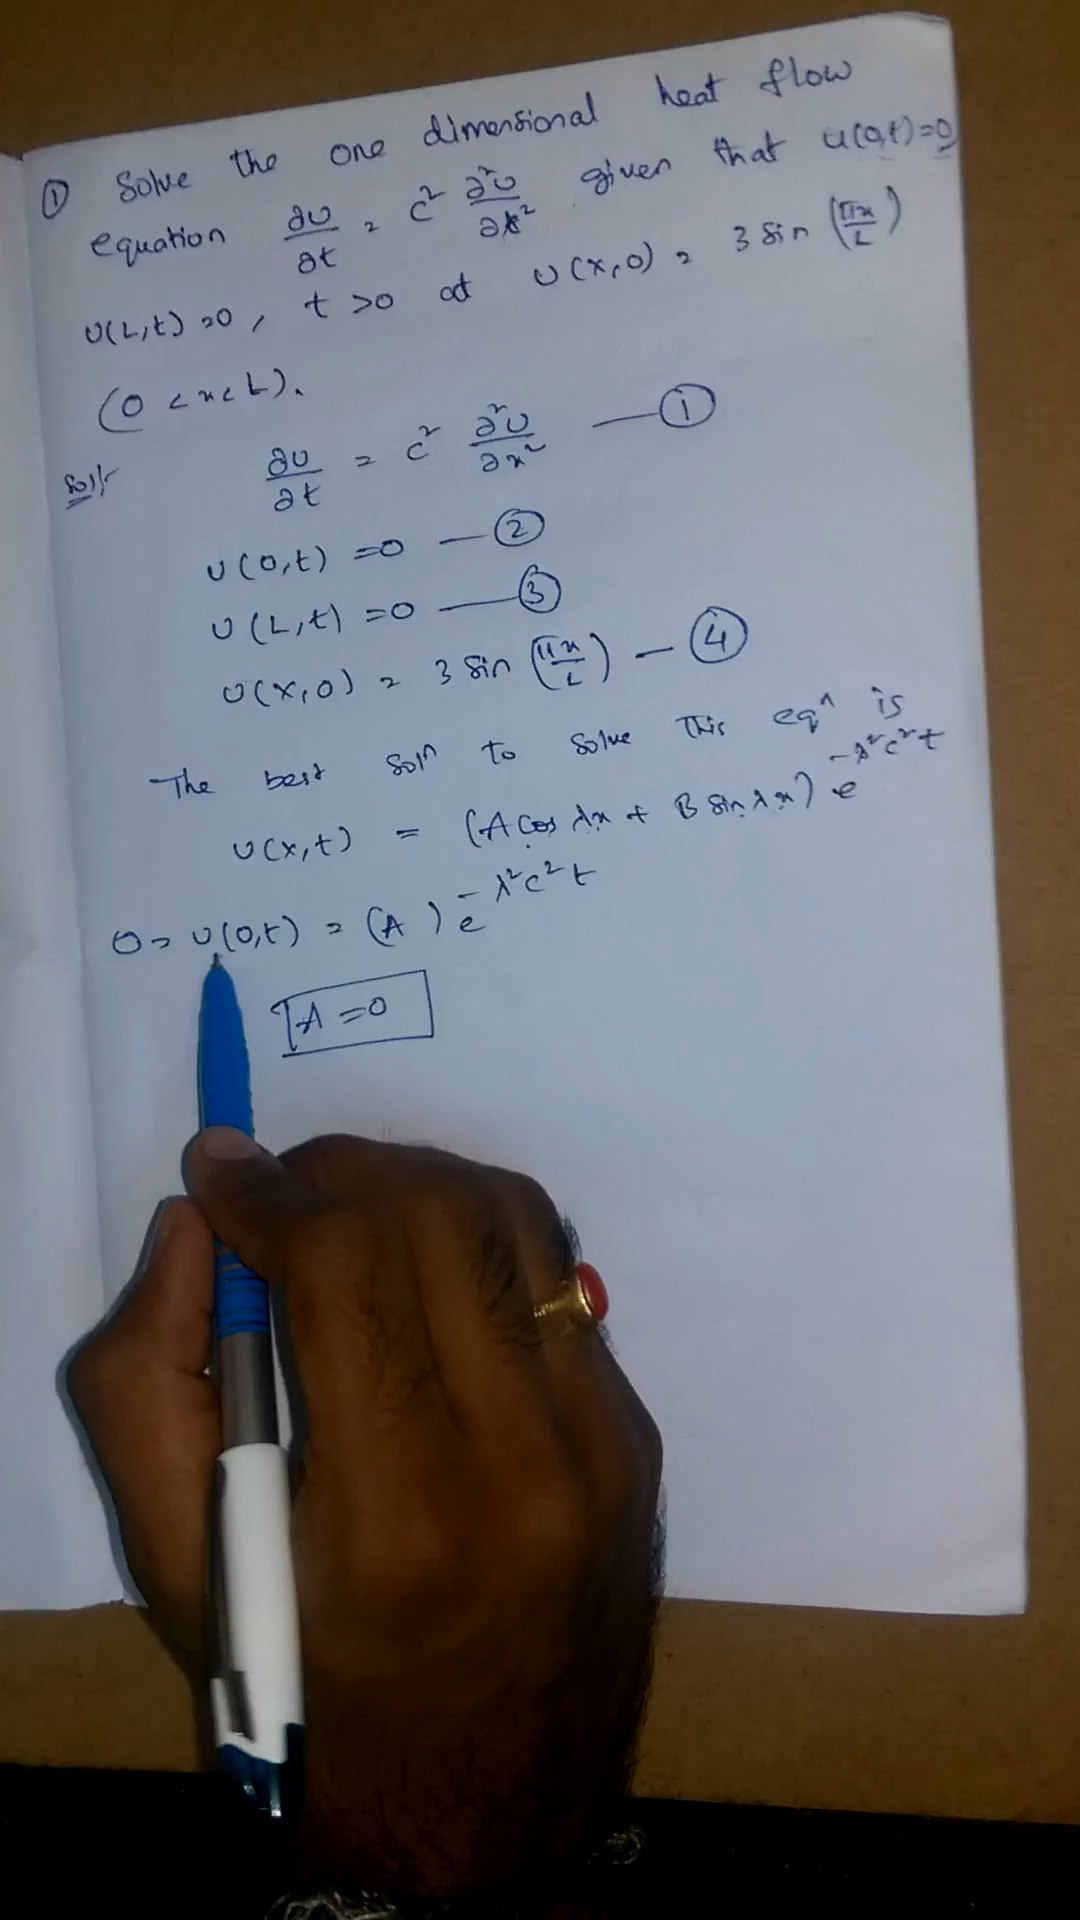 ① Solve the one dimensional heat flow
equation ∂u/∂t = c² ∂²u/∂x² given that u(0,t)=0
u(L,t)=0, t>0 at u(x,0) = 3 sin (πx/L)
(0<x<L).
Sol:- ∂u/∂t = c² ∂²u/∂x² — ①
u(0,t) =0 — ②
u(L,t) =0 — ③
u(x,0) = 3 sin (πx/L) — ④
The best solⁿ to solve this eqⁿ is
u(x,t) = (A cos λx + B sin λx) e^{-λ²c²t}
0 = u(0,t) = (A) e^{-λ²c²t}
A=0